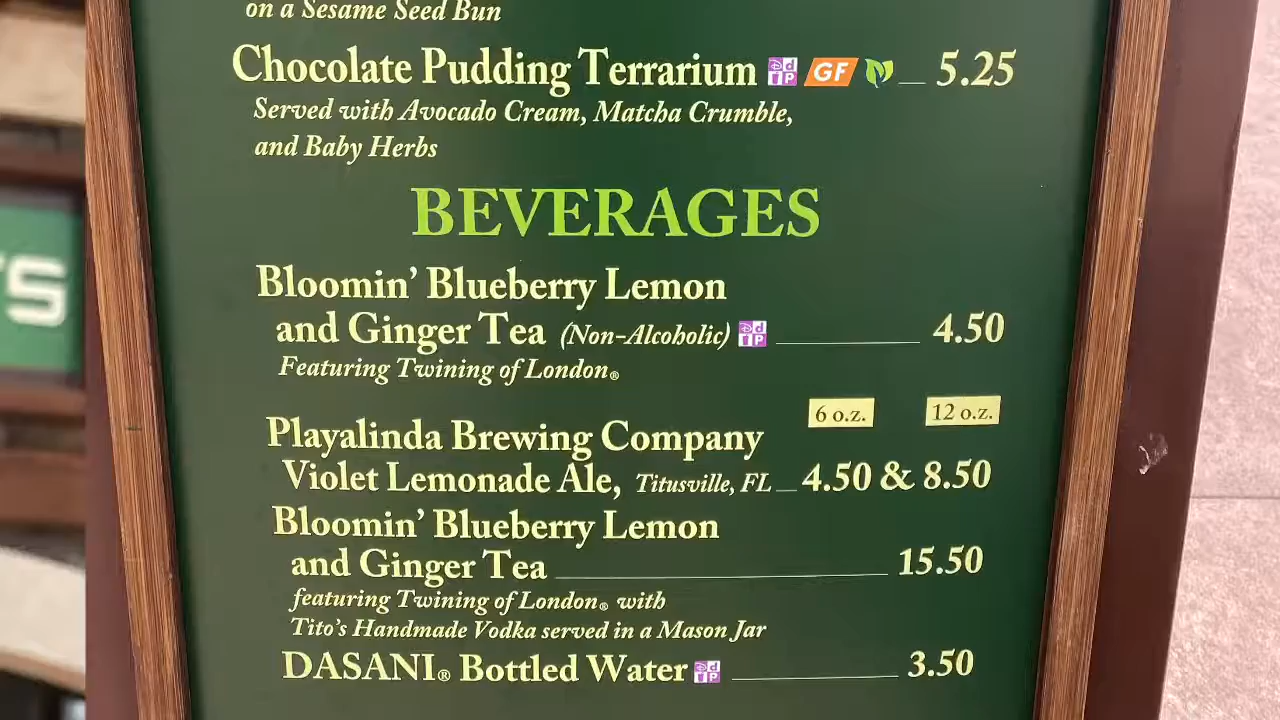 on a Sesame Seed Bun
Chocolate Pudding Terrarium DdiP GF 5.25
Served with Avocado Cream, Matcha Crumble,
and Baby Herbs
BEVERAGES
Bloomin' Blueberry Lemon
and Ginger Tea (Non-Alcoholic) DdiP 4.50
Featuring Twining of London®
6 o.z. 12 o.z.
Playalinda Brewing Company
Violet Lemonade Ale, Titusville, FL 4.50 & 8.50
Bloomin' Blueberry Lemon
and Ginger Tea 15.50
featuring Twining of London® with
Tito's Handmade Vodka served in a Mason Jar
DASANI® Bottled Water DdiP 3.50